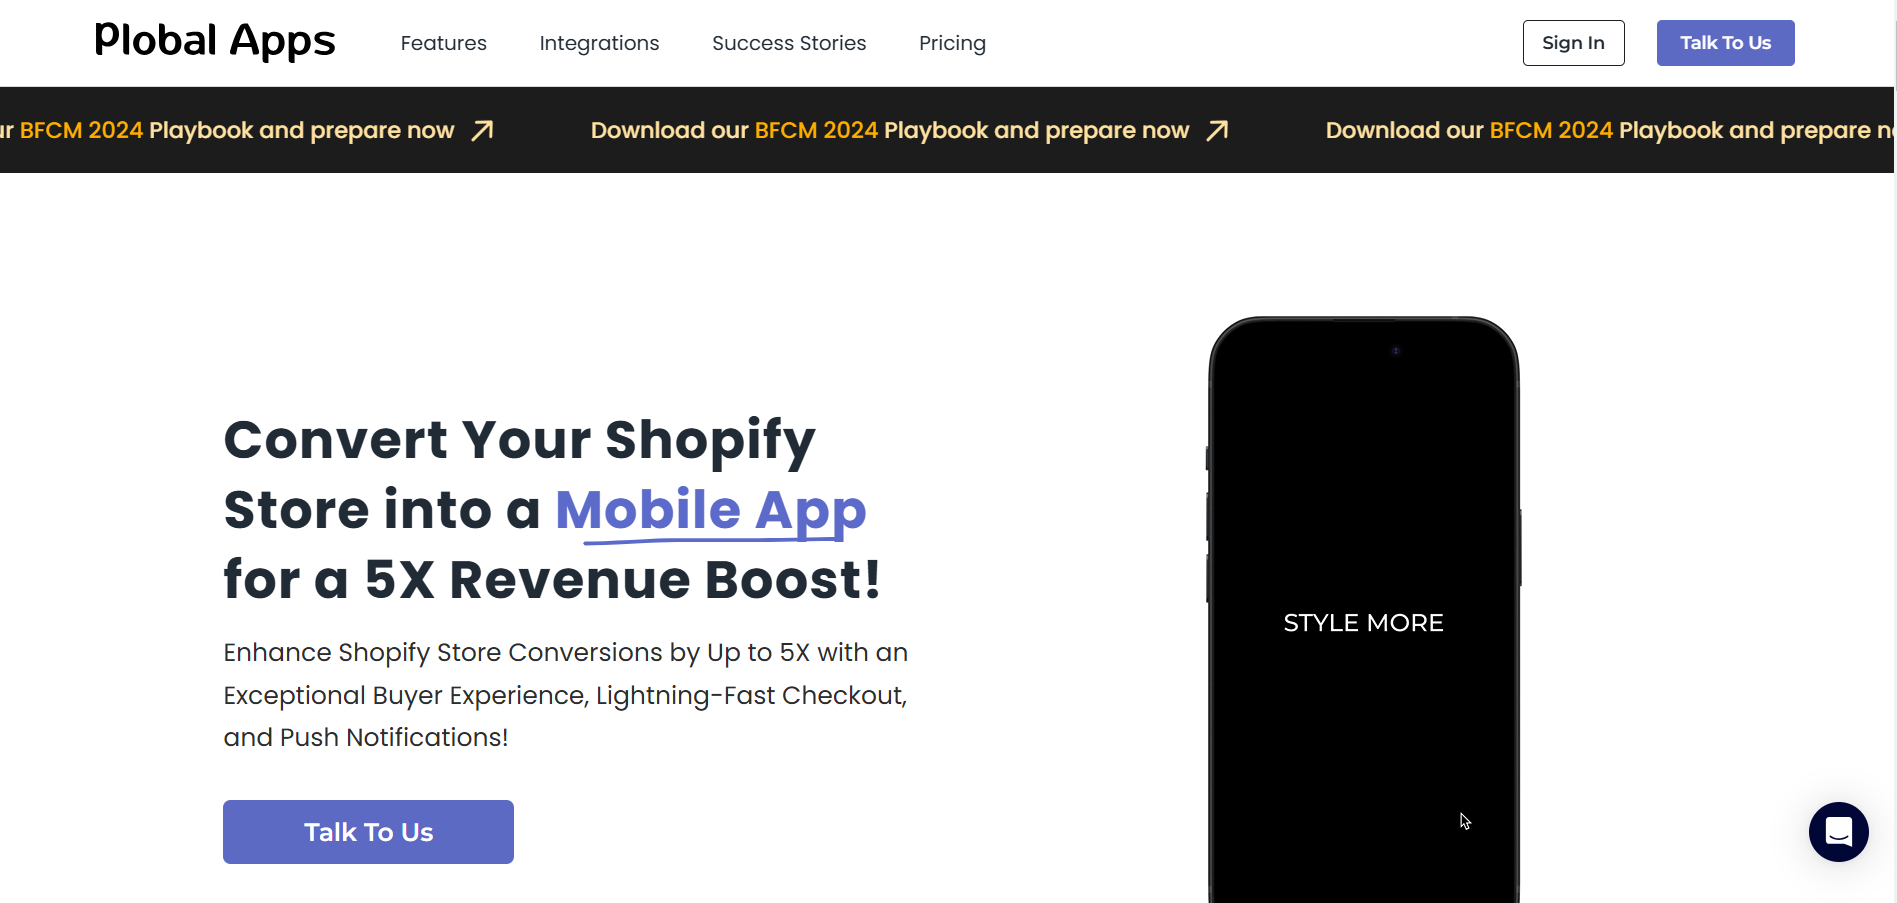 Plobal Apps
Features Integrations Success Stories Pricing
Sign In Talk To Us
BFCM 2024 Playbook and prepare now Download our BFCM 2024 Playbook and prepare now Download our BFCM 2024 Playbook and prepare
Convert Your Shopify
Store into a Mobile App
for a 5X Revenue Boost!
Enhance Shopify Store Conversions by Up to 5X with an
Exceptional Buyer Experience, Lightning-Fast Checkout,
and Push Notifications!
Talk To Us
STYLE MORE